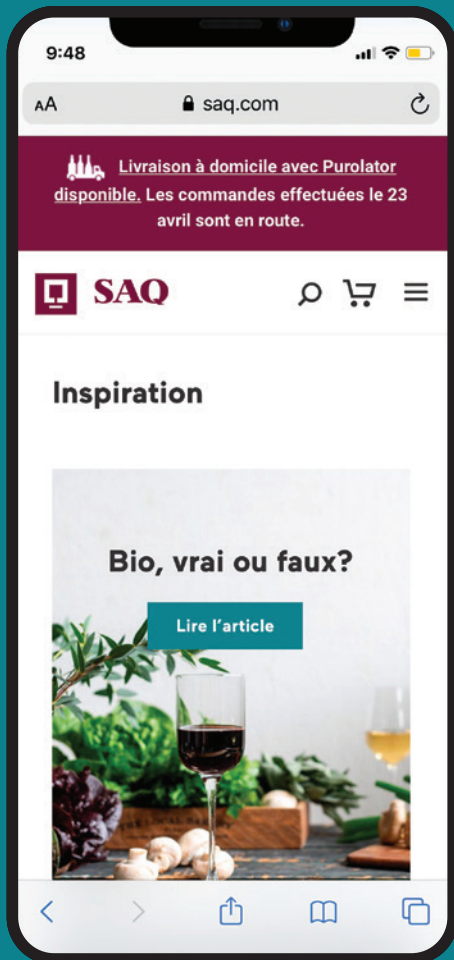 9:48
AA saq.com
Livraison à domicile avec Purolator
disponible. Les commandes effectuées le 23
avril sont en route.
SAQ
Inspiration
Bio, vrai ou faux?
Lire l'article